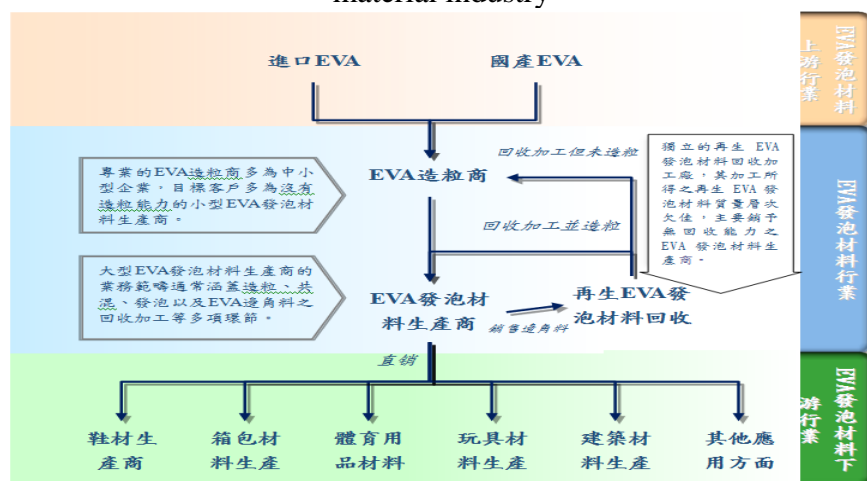 material industry
進口EVA
國產EVA
EVA發泡材料
上游行業
回收加工但未造粒
獨立的再生 EVA
發泡材料回收加
工廠，其加工所
得之再生 EVA 發
泡材料質量層次
欠佳，主要銷予
無回收能力之
EVA 發泡材料生
產商。
專業的EVA造粒商多為中小
型企業。目標客戶多為沒有
造粒能力的小型EVA發泡材
料生產商。
EVA造粒商
回收加工並造粒
EVA發泡材料行業
大型EVA發泡材料生產商的
業務範疇通常涵蓋造粒、共
混、發泡以及EVA邊角料之
回收加工等多項環節。
EVA發泡材
料生產商
銷售邊角料
再生EVA發
泡材料回收
直銷
EVA發泡材料下
游行業
鞋材生
產商
箱包材
料生產
體育用
品材料
玩具材
料生產
建築材
料生產
其他應
用方面